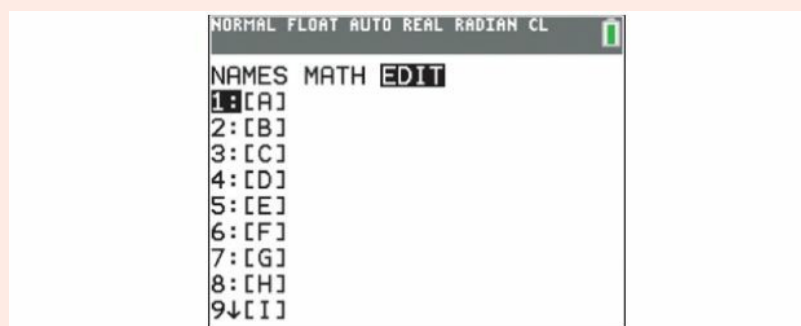 NORMAL FLOAT AUTO REAL RADIAN CL
NAMES MATH EDIT
1:[A]
2:[B]
3:[C]
4:[D]
5:[E]
6:[F]
7:[G]
8:[H]
9↓[I]